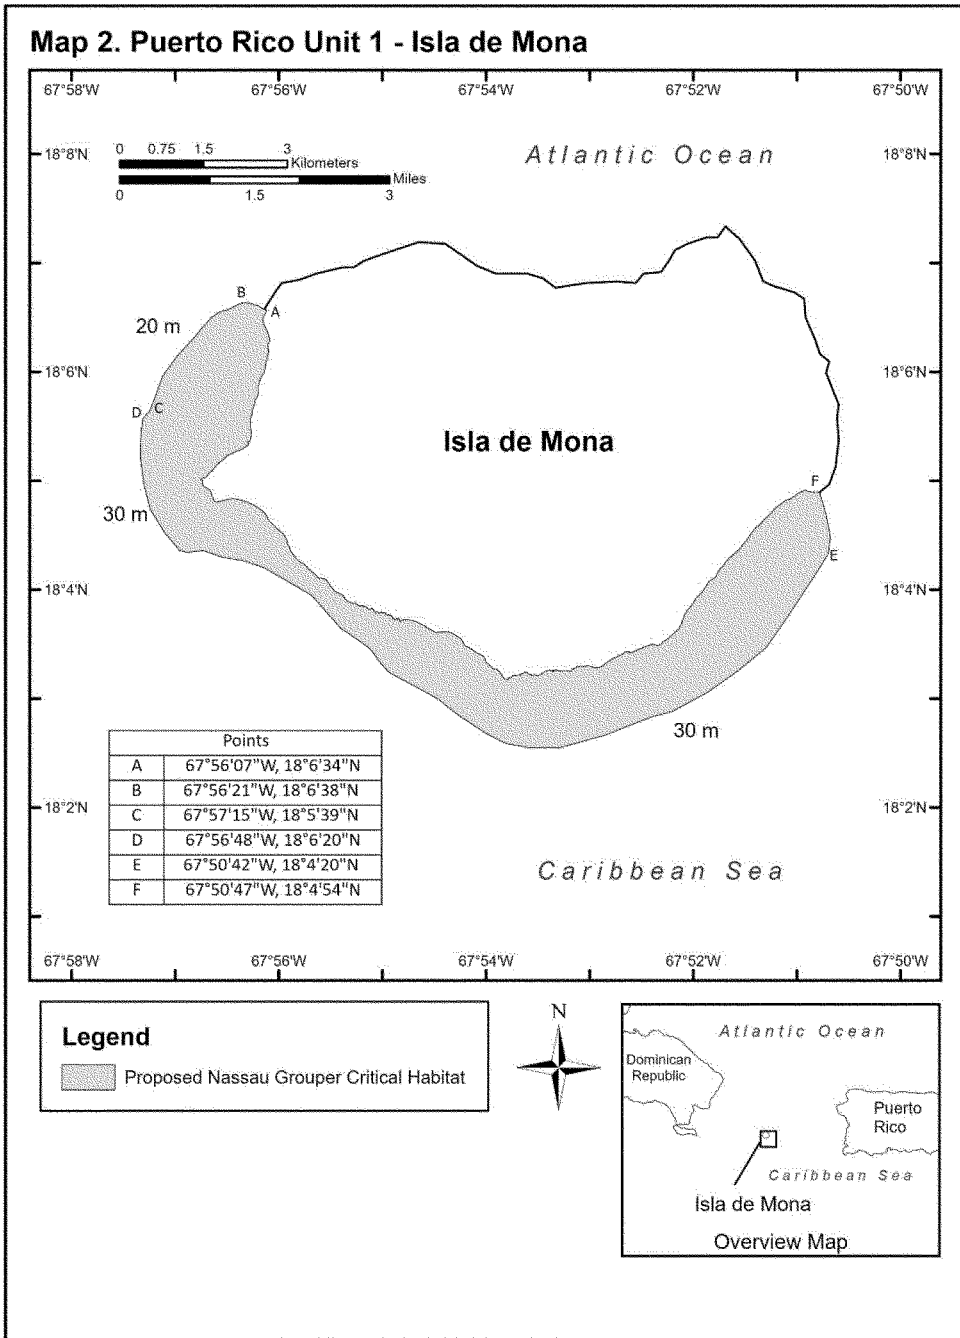 Map 2. Puerto Rico Unit 1 - Isla de Mona
67°58'W 67°56'W 67°54'W 67°52'W 67°50'W
0 0.75 1.5 3
Kilometers
Miles
0 1.5 3
Atlantic Ocean
18°8'N 18°8'N
B
A
20 m
18°6'N 18°6'N
D C
Isla de Mona
F
30 m
E
18°4'N 18°4'N
30 m
Points
A 67°56'07"W, 18°6'34"N
B 67°56'21"W, 18°6'38"N
C 67°57'15"W, 18°5'39"N
D 67°56'48"W, 18°6'20"N
E 67°50'42"W, 18°4'20"N
F 67°50'47"W, 18°4'54"N
18°2'N 18°2'N
Caribbean Sea
67°58'W 67°56'W 67°54'W 67°52'W 67°50'W
Legend
Proposed Nassau Grouper Critical Habitat
N
Atlantic Ocean
Dominican
Republic
Puerto
Rico
Caribbean Sea
Isla de Mona
Overview Map